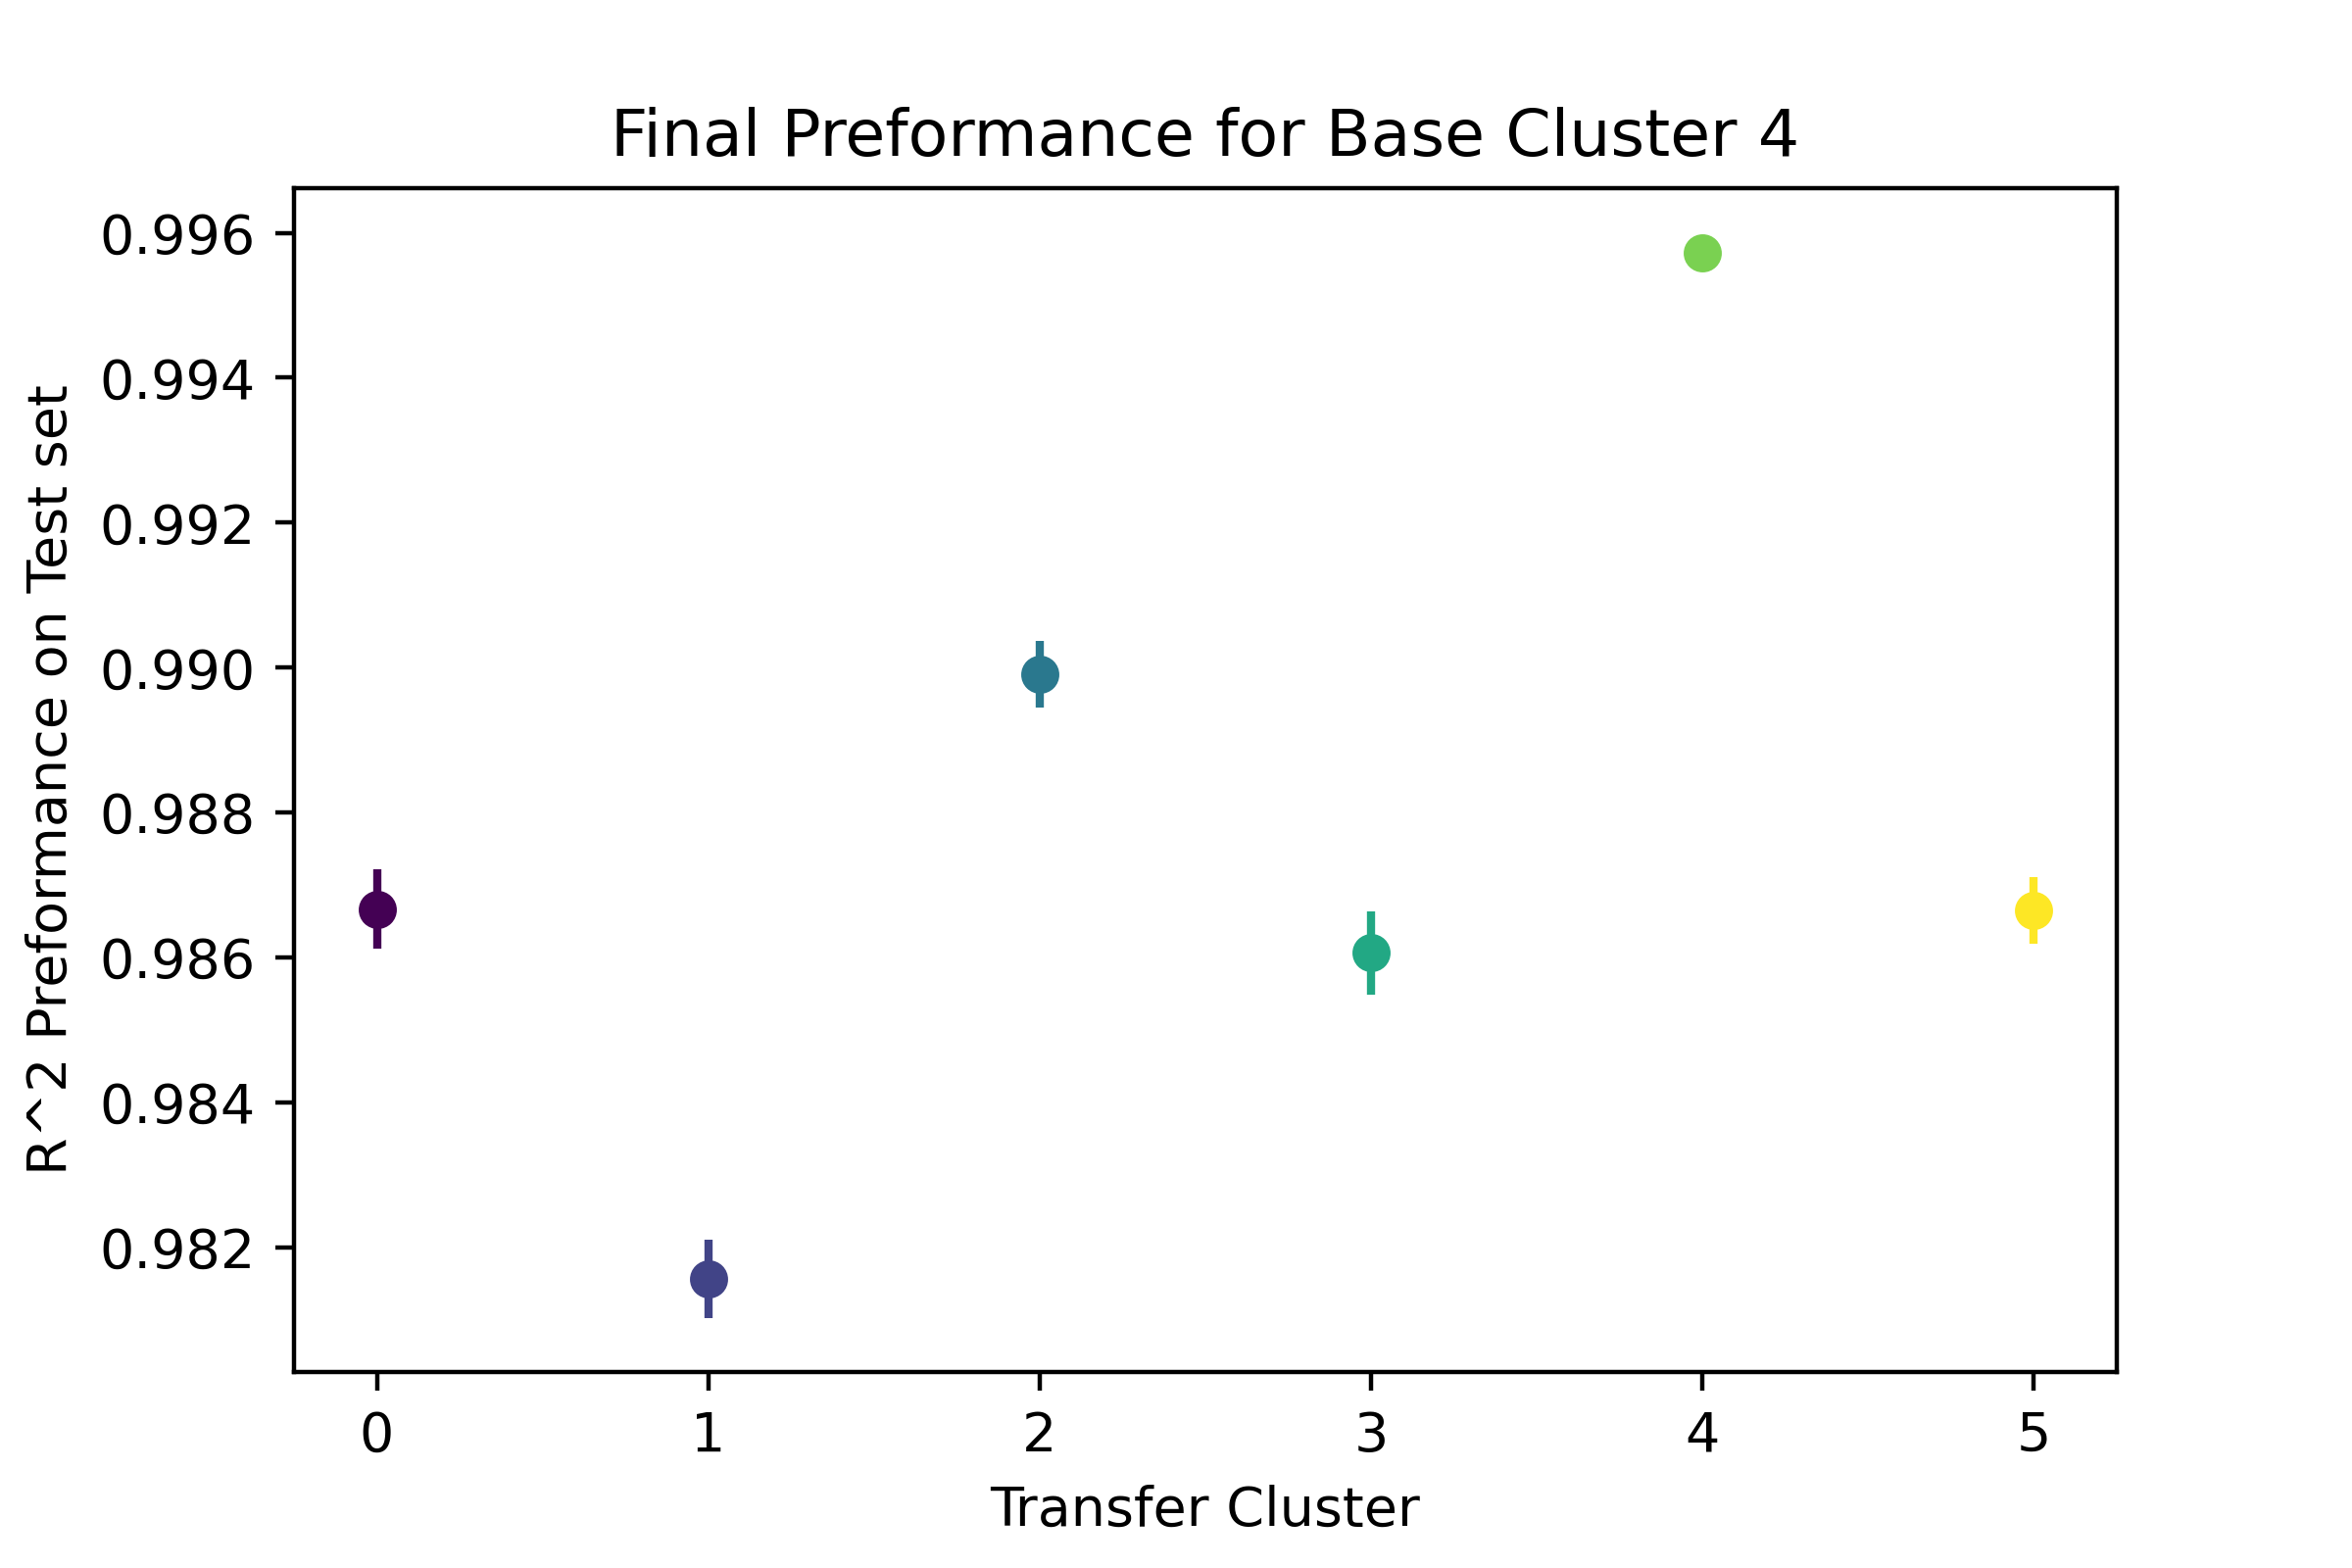 Final Preformance for Base Cluster 4
R^2 Preformance on Test set
0.996
0.994
0.992
0.990
0.988
0.986
0.984
0.982
0 1 2 3 4 5
Transfer Cluster